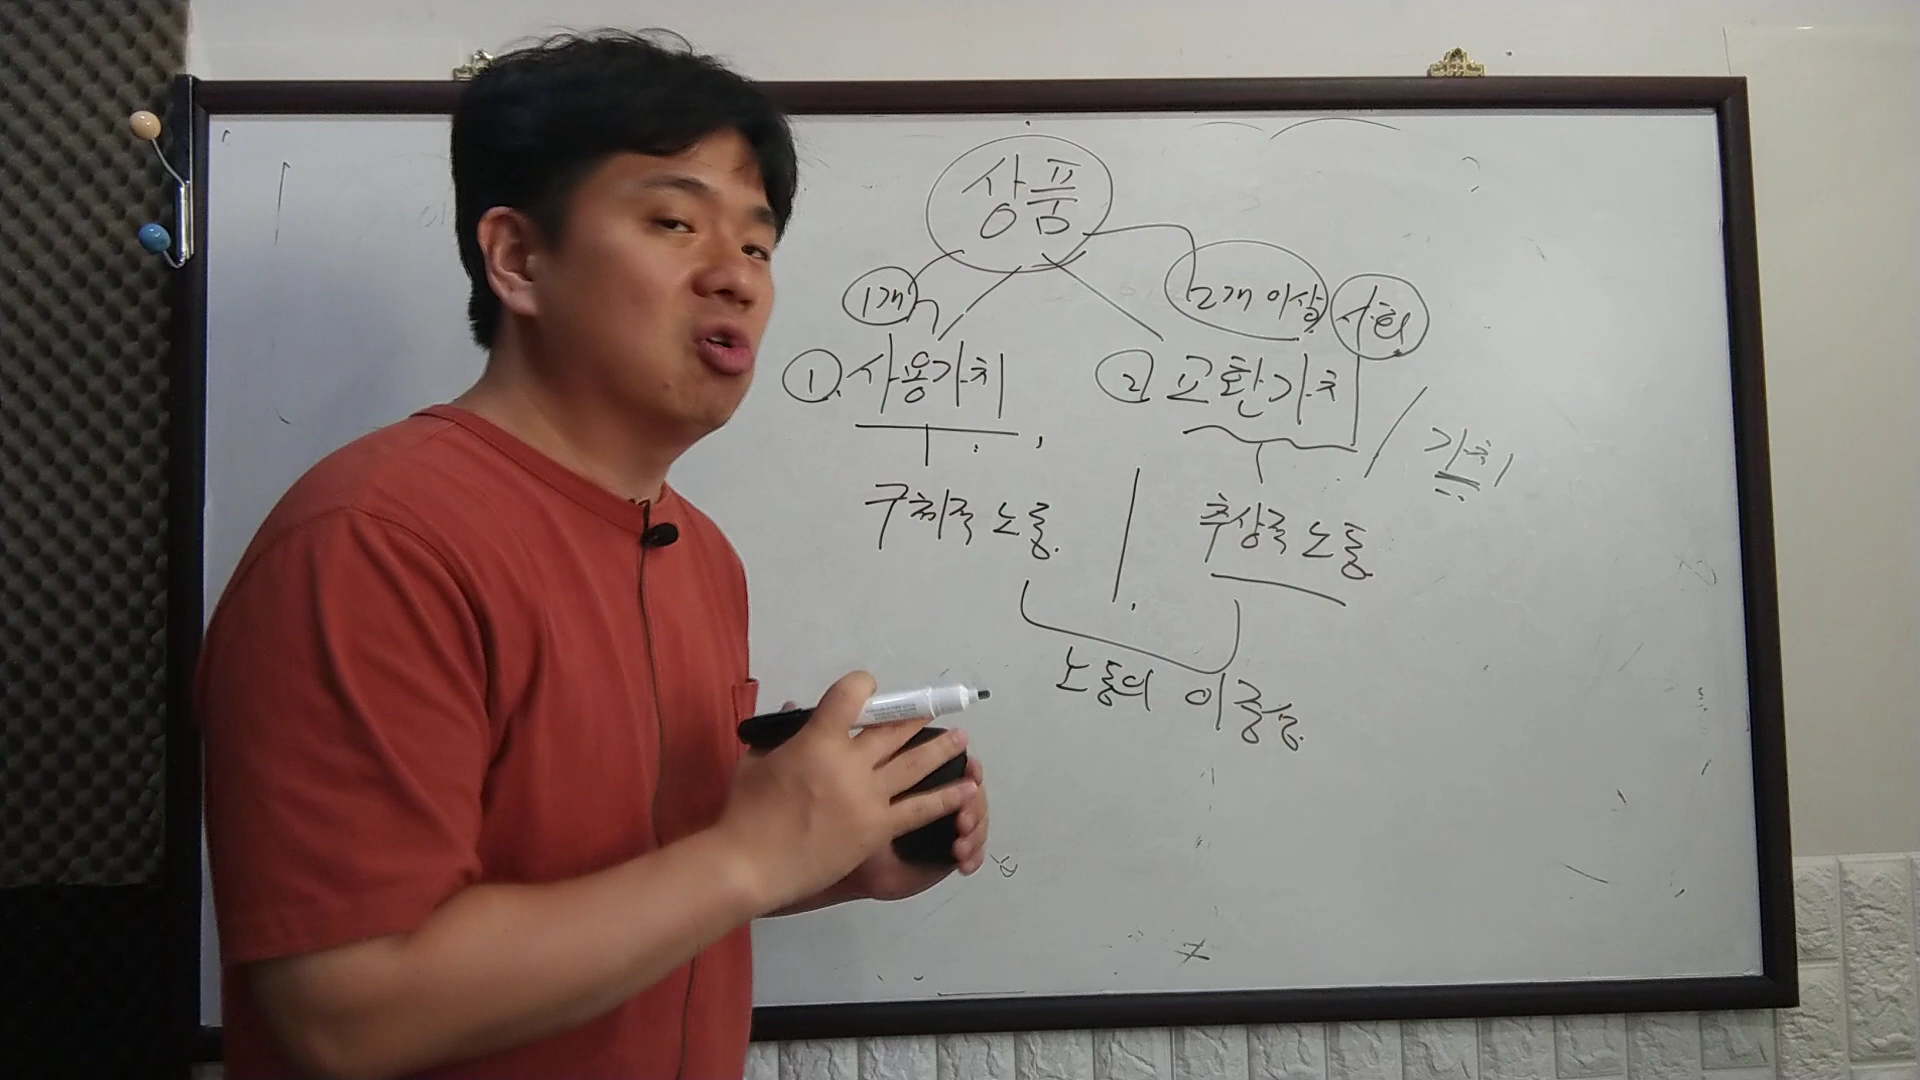 상품
1개
2개 이상 사회
① 사용가치
② 교환가치 / 가치
구체적 노동
추상적 노동
노동의 이중성